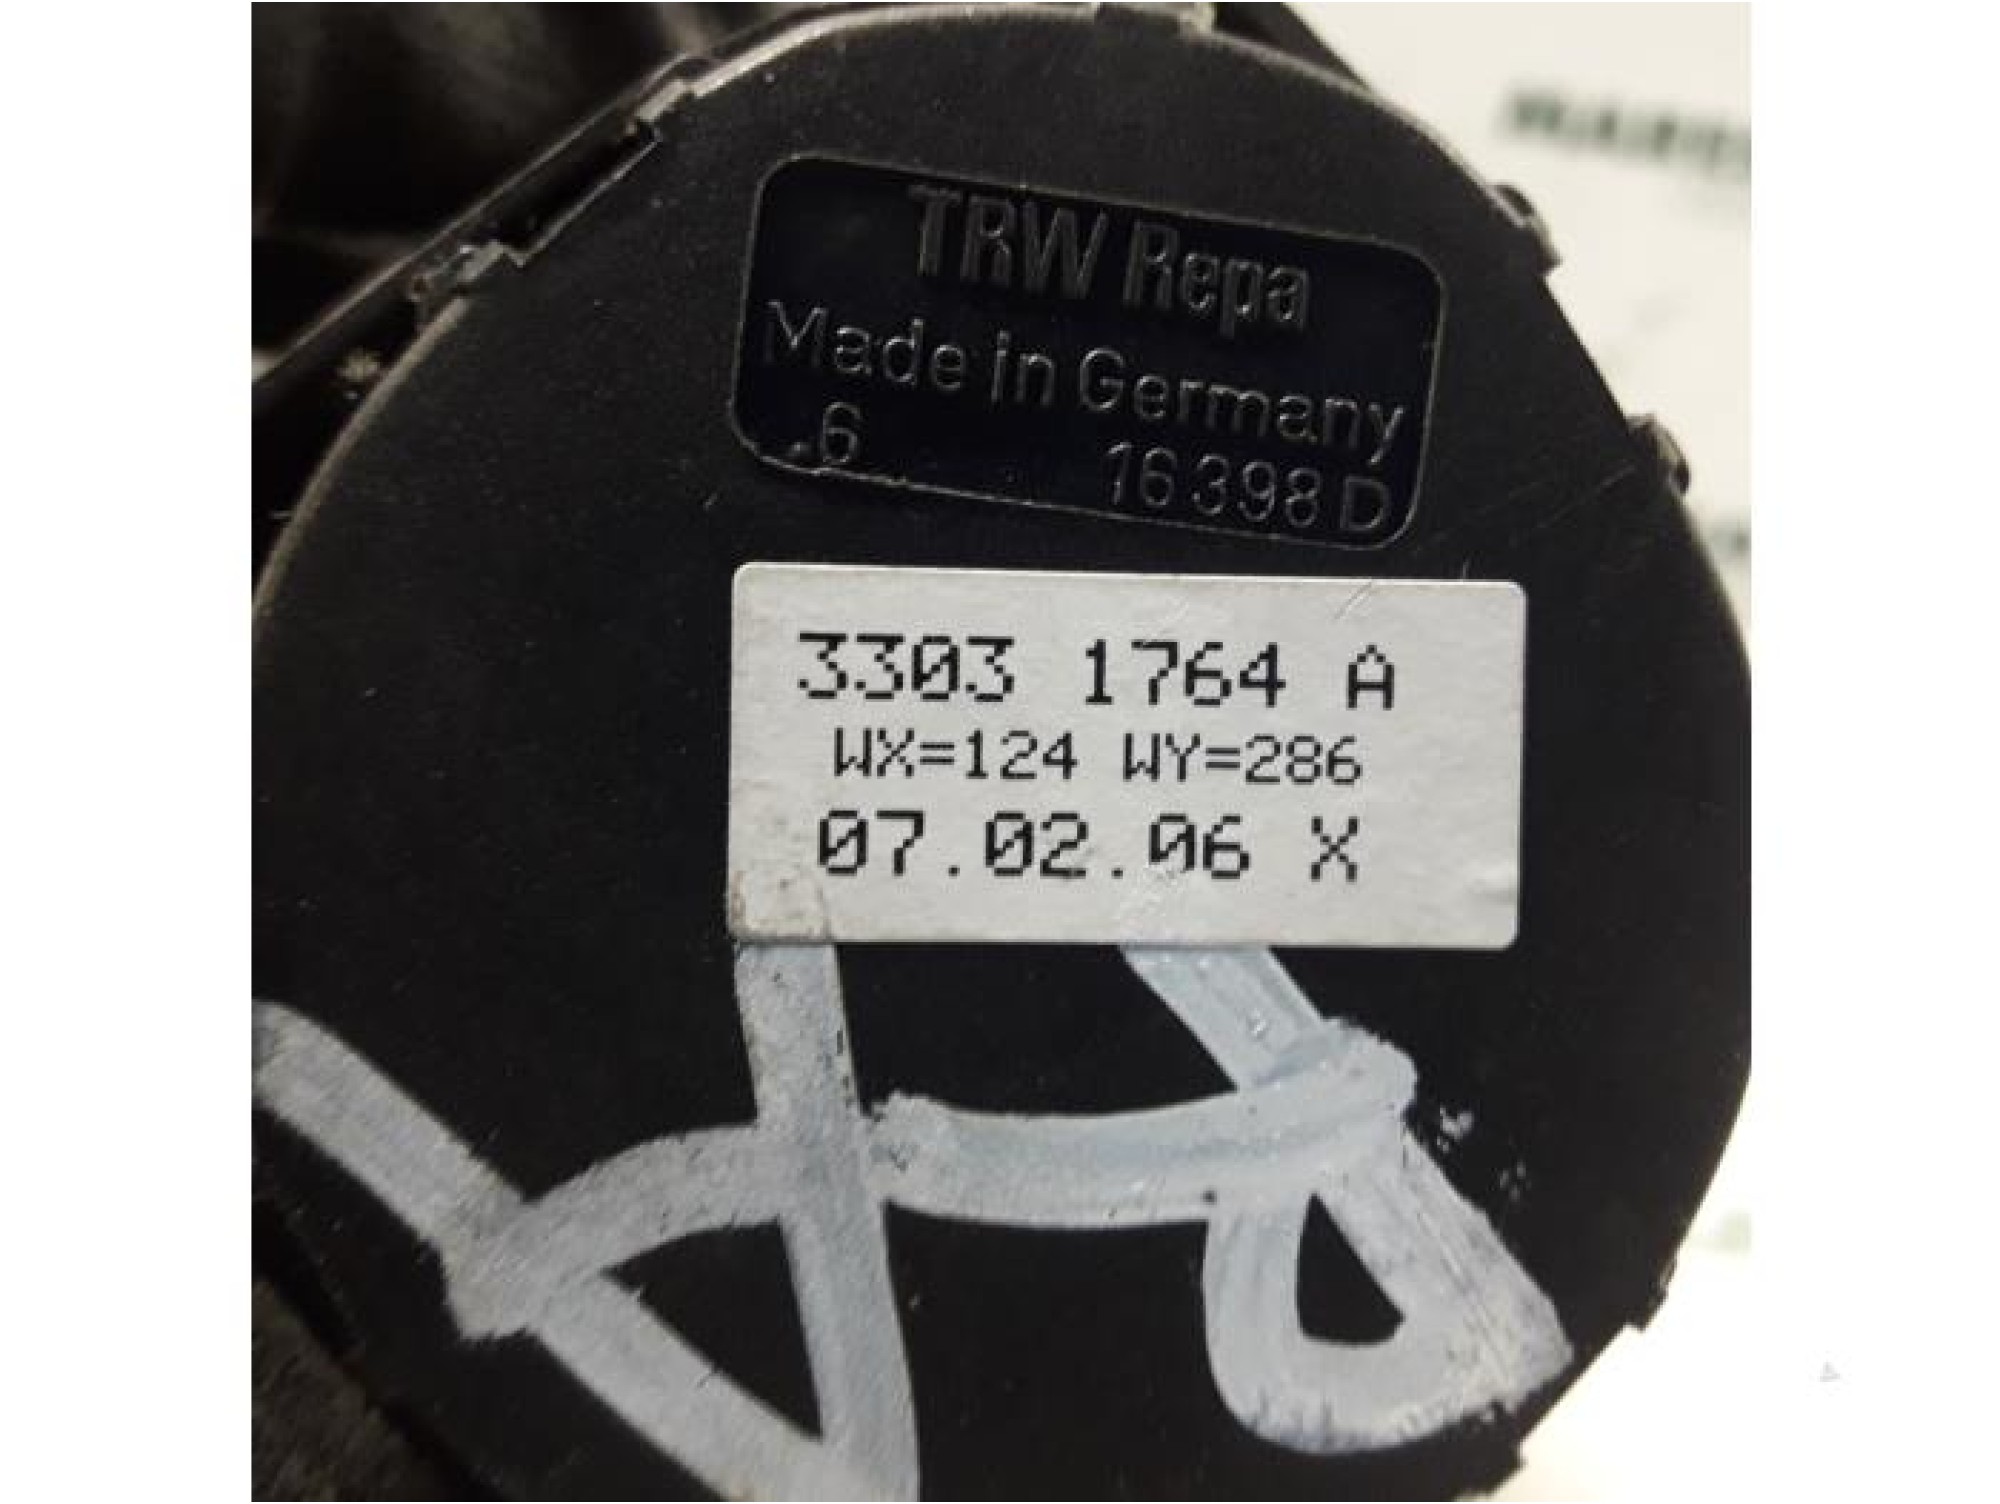 TRW Repa
Made in Germany
.6 16398 D
3303 1764 A
WX=124 WY=286
07.02.06 X